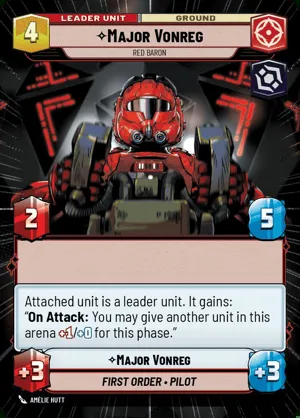 LEADER UNIT
GROUND
4
✧MAJOR VONREG
RED BARON
2
5
Attached unit is a leader unit. It gains:
“On Attack: You may give another unit in this
arena +1/+0 for this phase.”
✧MAJOR VONREG
+3
FIRST ORDER • PILOT
+3
AMÉLIE HUTT